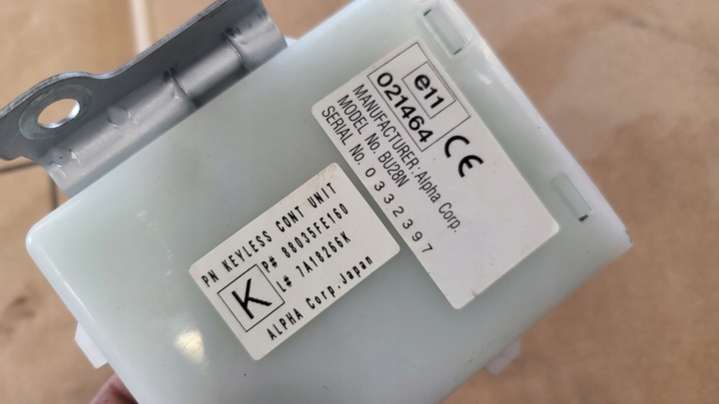 e11
021464
CE
MANUFACTURER: Alpha Corp.
MODEL No. BU28N
SERIAL No. 0332397
PN KEYLESS CONT UNIT
K
P# 88035FE160
L# 7A18266K
ALPHA Corp. Japan